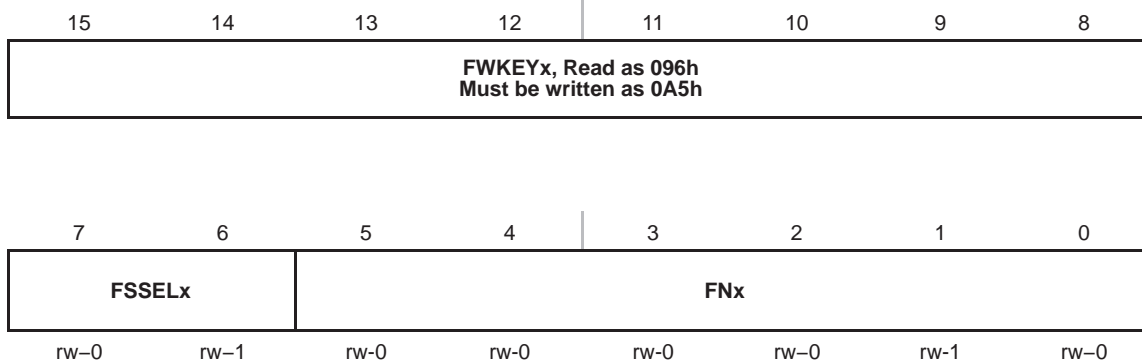 15 14 13 12 11 10 9 8
FWKEYx, Read as 096h
Must be written as 0A5h
7 6 5 4 3 2 1 0
FSSELx FNx
rw–0 rw–1 rw-0 rw-0 rw-0 rw–0 rw-1 rw–0